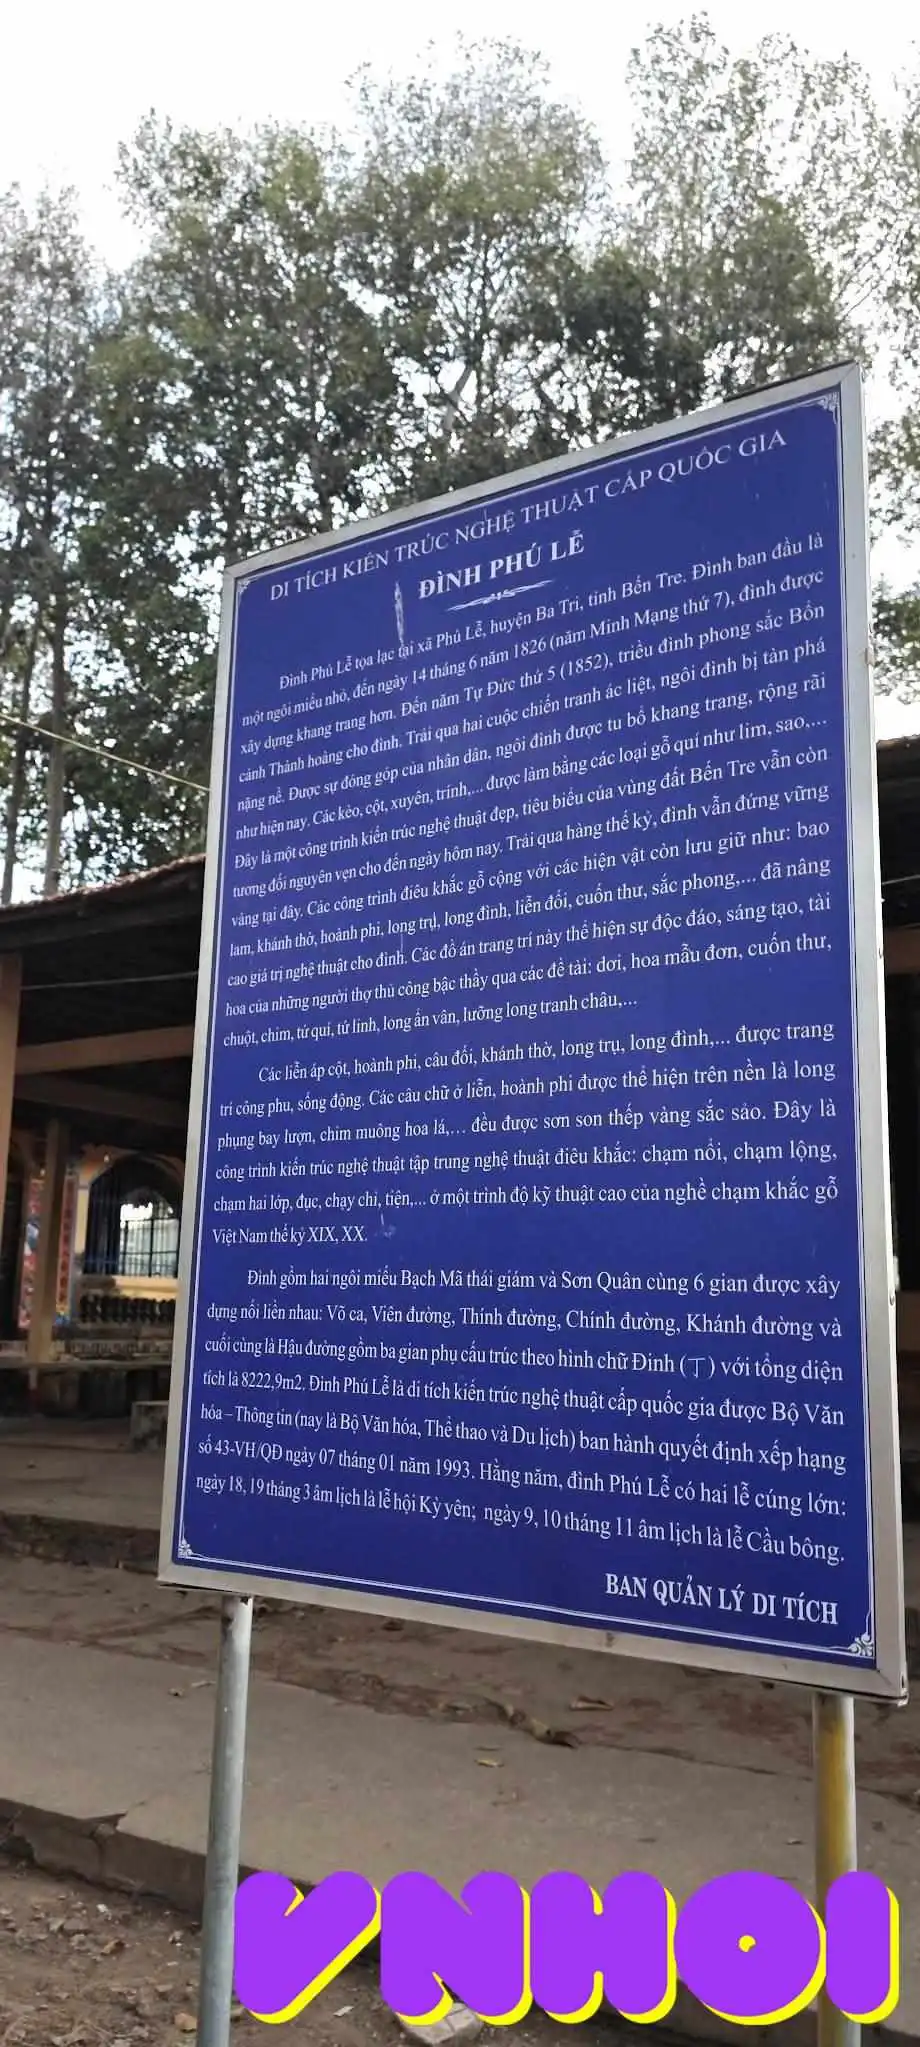 DI TÍCH KIẾN TRÚC NGHỆ THUẬT CẤP QUỐC GIA
ĐÌNH PHÚ LỄ
Đình Phú Lễ tọa lạc tại xã Phú Lễ, huyện Ba Tri, tỉnh Bến Tre. Đình ban đầu là
một ngôi miếu nhỏ, đến ngày 14 tháng 6 năm 1826 (năm Minh Mạng thứ 7), đình được
xây dựng khang trang hơn. Đến năm Tự Đức thứ 5 (1852), triều đình phong sắc Bổn
cảnh Thành hoàng cho đình. Trải qua hai cuộc chiến tranh ác liệt, ngôi đình bị tàn phá
nặng nề. Được sự đóng góp của nhân dân, ngôi đình được tu bổ khang trang, rộng rãi
như hiện nay. Các kèo, cột, xuyên, trính,... được làm bằng các loại gỗ quí như lim, sao,...
Đây là một công trình kiến trúc nghệ thuật đẹp, tiêu biểu của vùng đất Bến Tre vẫn còn
tương đối nguyên vẹn cho đến ngày hôm nay. Trải qua hàng thế kỷ, đình vẫn đứng vững
vàng tại đây. Các công trình điêu khắc gỗ cộng với các hiện vật còn lưu giữ như: bao
lam, khánh thờ, hoành phi, long trụ, long đình, liễn đối, cuốn thư, sắc phong,... đã nâng
cao giá trị nghệ thuật cho đình. Các đồ án trang trí này thể hiện sự độc đáo, sáng tạo, tài
hoa của những người thợ thủ công bậc thầy qua các đề tài: dơi, hoa mẫu đơn, cuốn thư,
chuột, chim, tứ quí, tứ linh, long ẩn vân, lưỡng long tranh châu,...
Các liễn áp cột, hoành phi, câu đối, khánh thờ, long trụ, long đình,... được trang
trí công phu, sống động. Các câu chữ ở liễn, hoành phi được thể hiện trên nền là long
phụng bay lượn, chim muông hoa lá,... đều được sơn son thếp vàng sắc sảo. Đây là
công trình kiến trúc nghệ thuật tập trung nghệ thuật điêu khắc: chạm nổi, chạm lộng,
chạm hai lớp, đục, chạy chỉ, tiện,... ở một trình độ kỹ thuật cao của nghề chạm khắc gỗ
Việt Nam thế kỷ XIX, XX.
Đình gồm hai ngôi miếu Bạch Mã thái giám và Sơn Quân cùng 6 gian được xây
dựng nối liền nhau: Võ ca, Viên đường, Thính đường, Chính đường, Khánh đường và
cuối cùng là Hậu đường gồm ba gian phụ cấu trúc theo hình chữ Đinh (丁) với tổng diện
tích là 8222,9m2. Đình Phú Lễ là di tích kiến trúc nghệ thuật cấp quốc gia được Bộ Văn
hóa – Thông tin (nay là Bộ Văn hóa, Thể thao và Du lịch) ban hành quyết định xếp hạng
số 43-VH/QĐ ngày 07 tháng 01 năm 1993. Hằng năm, đình Phú Lễ có hai lễ cúng lớn:
ngày 18, 19 tháng 3 âm lịch là lễ hội Kỳ yên; ngày 9, 10 tháng 11 âm lịch là lễ Cầu bông.
BAN QUẢN LÝ DI TÍCH
VNHOI